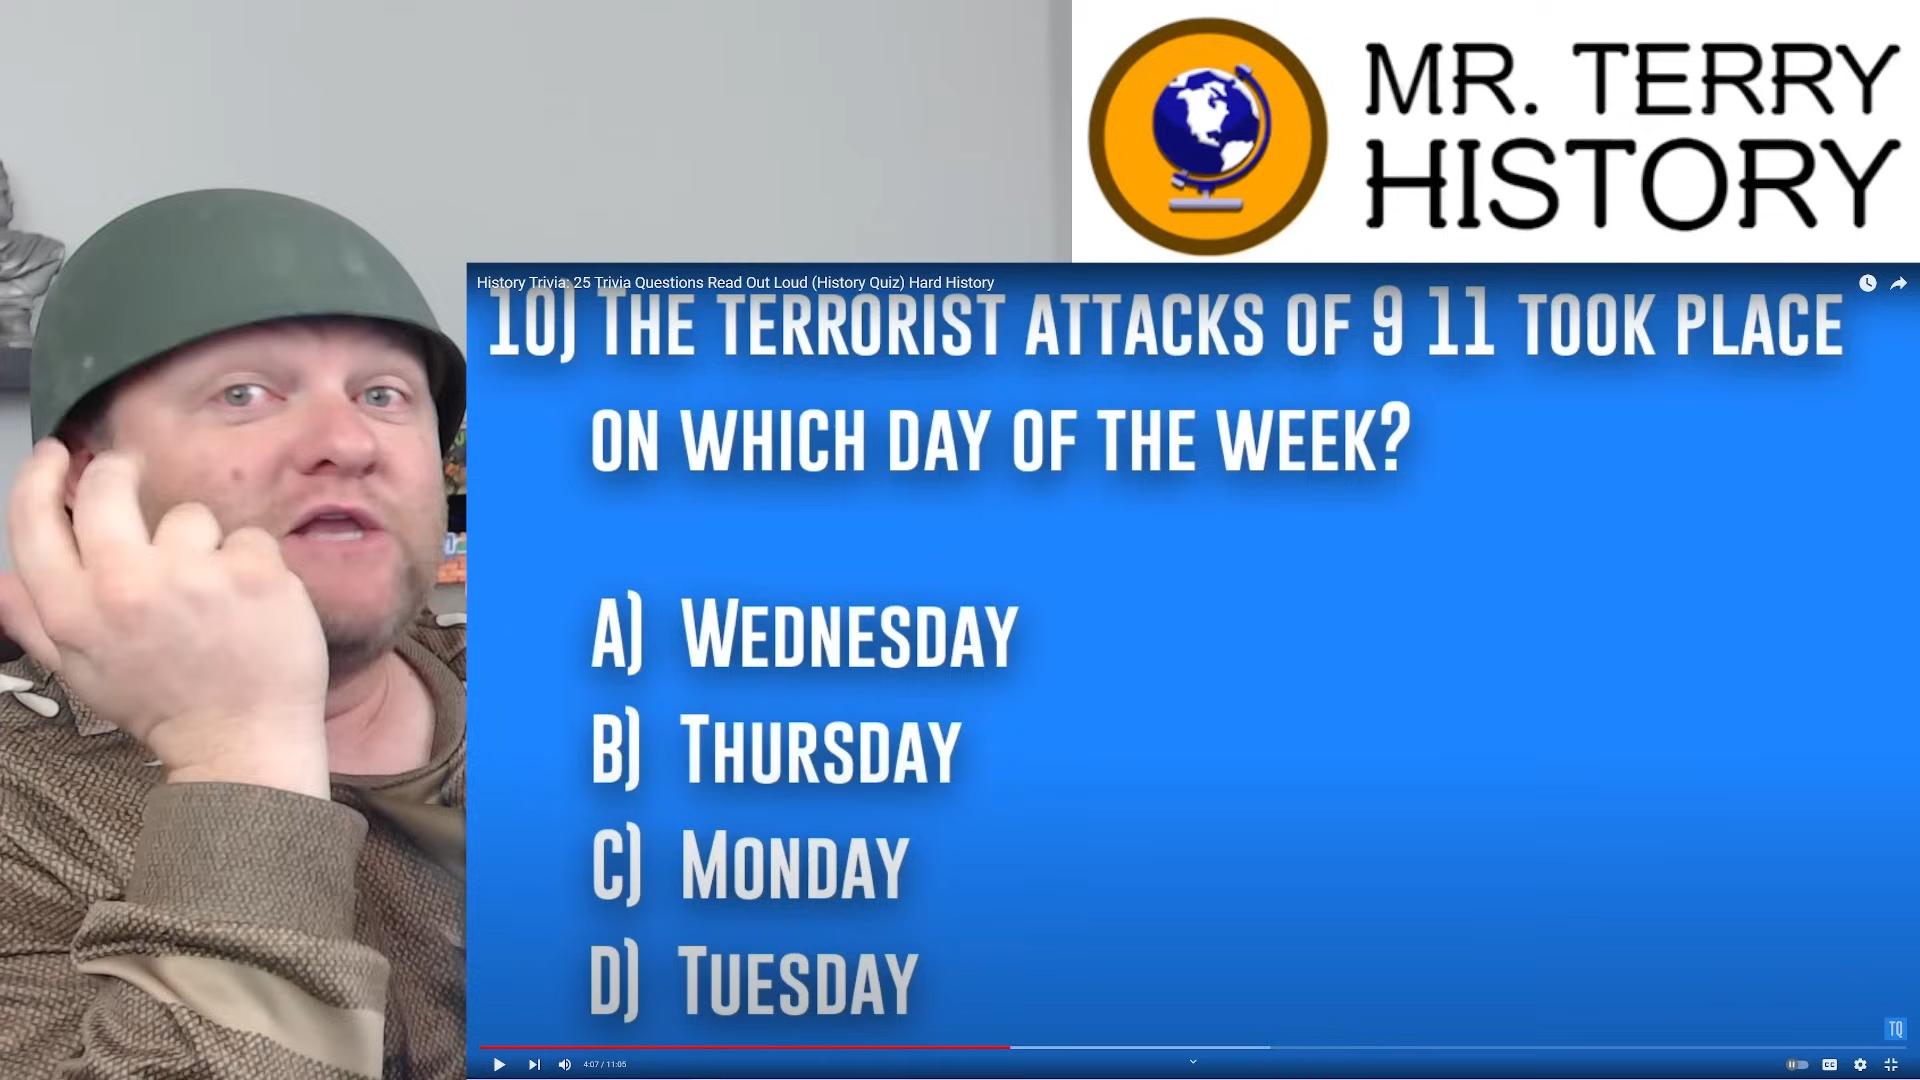 MR. TERRY
HISTORY
History Trivia: 25 Trivia Questions Read Out Loud (History Quiz) Hard History
10) THE TERRORIST ATTACKS OF 9 11 TOOK PLACE
ON WHICH DAY OF THE WEEK?
A) WEDNESDAY
B) THURSDAY
C) MONDAY
D) TUESDAY
TQ
4:07 / 11:05
CC